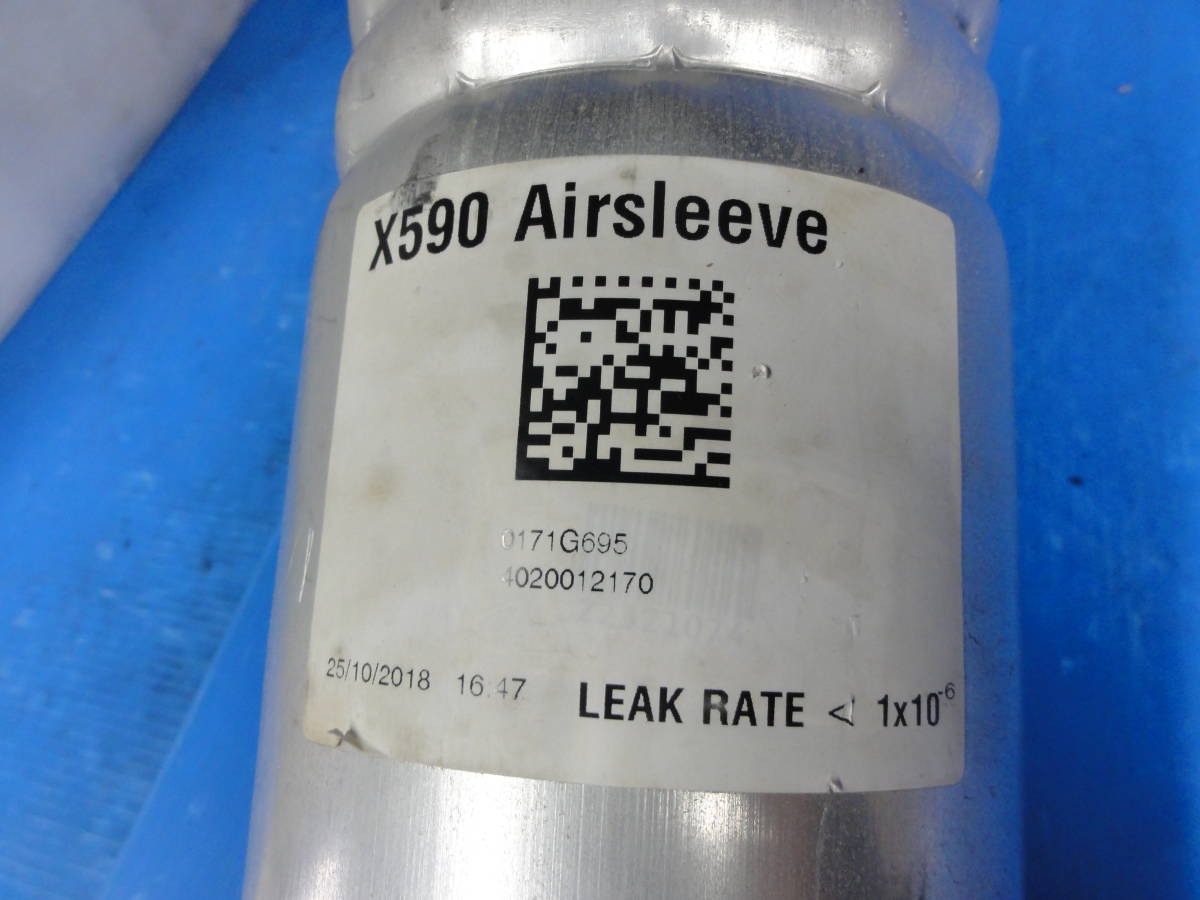 X590 Airsleeve
0171G695
4020012170
25/10/2018 16:47
LEAK RATE < 1x10⁻⁶